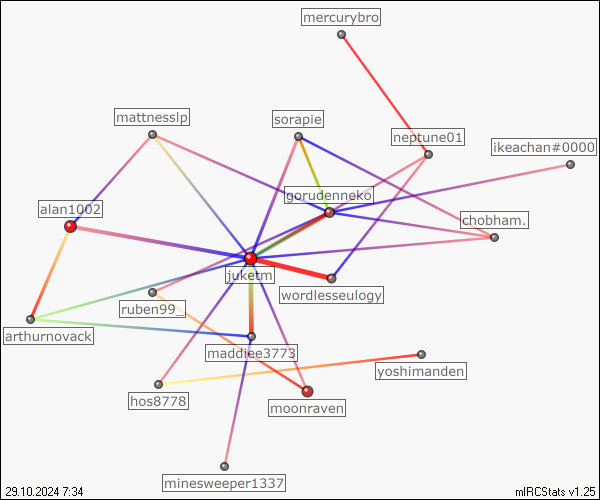 mercurybro
mattnesslp
sorapie
neptune01
ikeachan#0000
alan1002
gorudenneko
chobham.
juketm
wordlesseulogy
ruben99_
arthurnovack
maddiee3773
yoshimanden
hos8778
moonraven
minesweeper1337
29.10.2024 7:34
mIRCStats v1.25